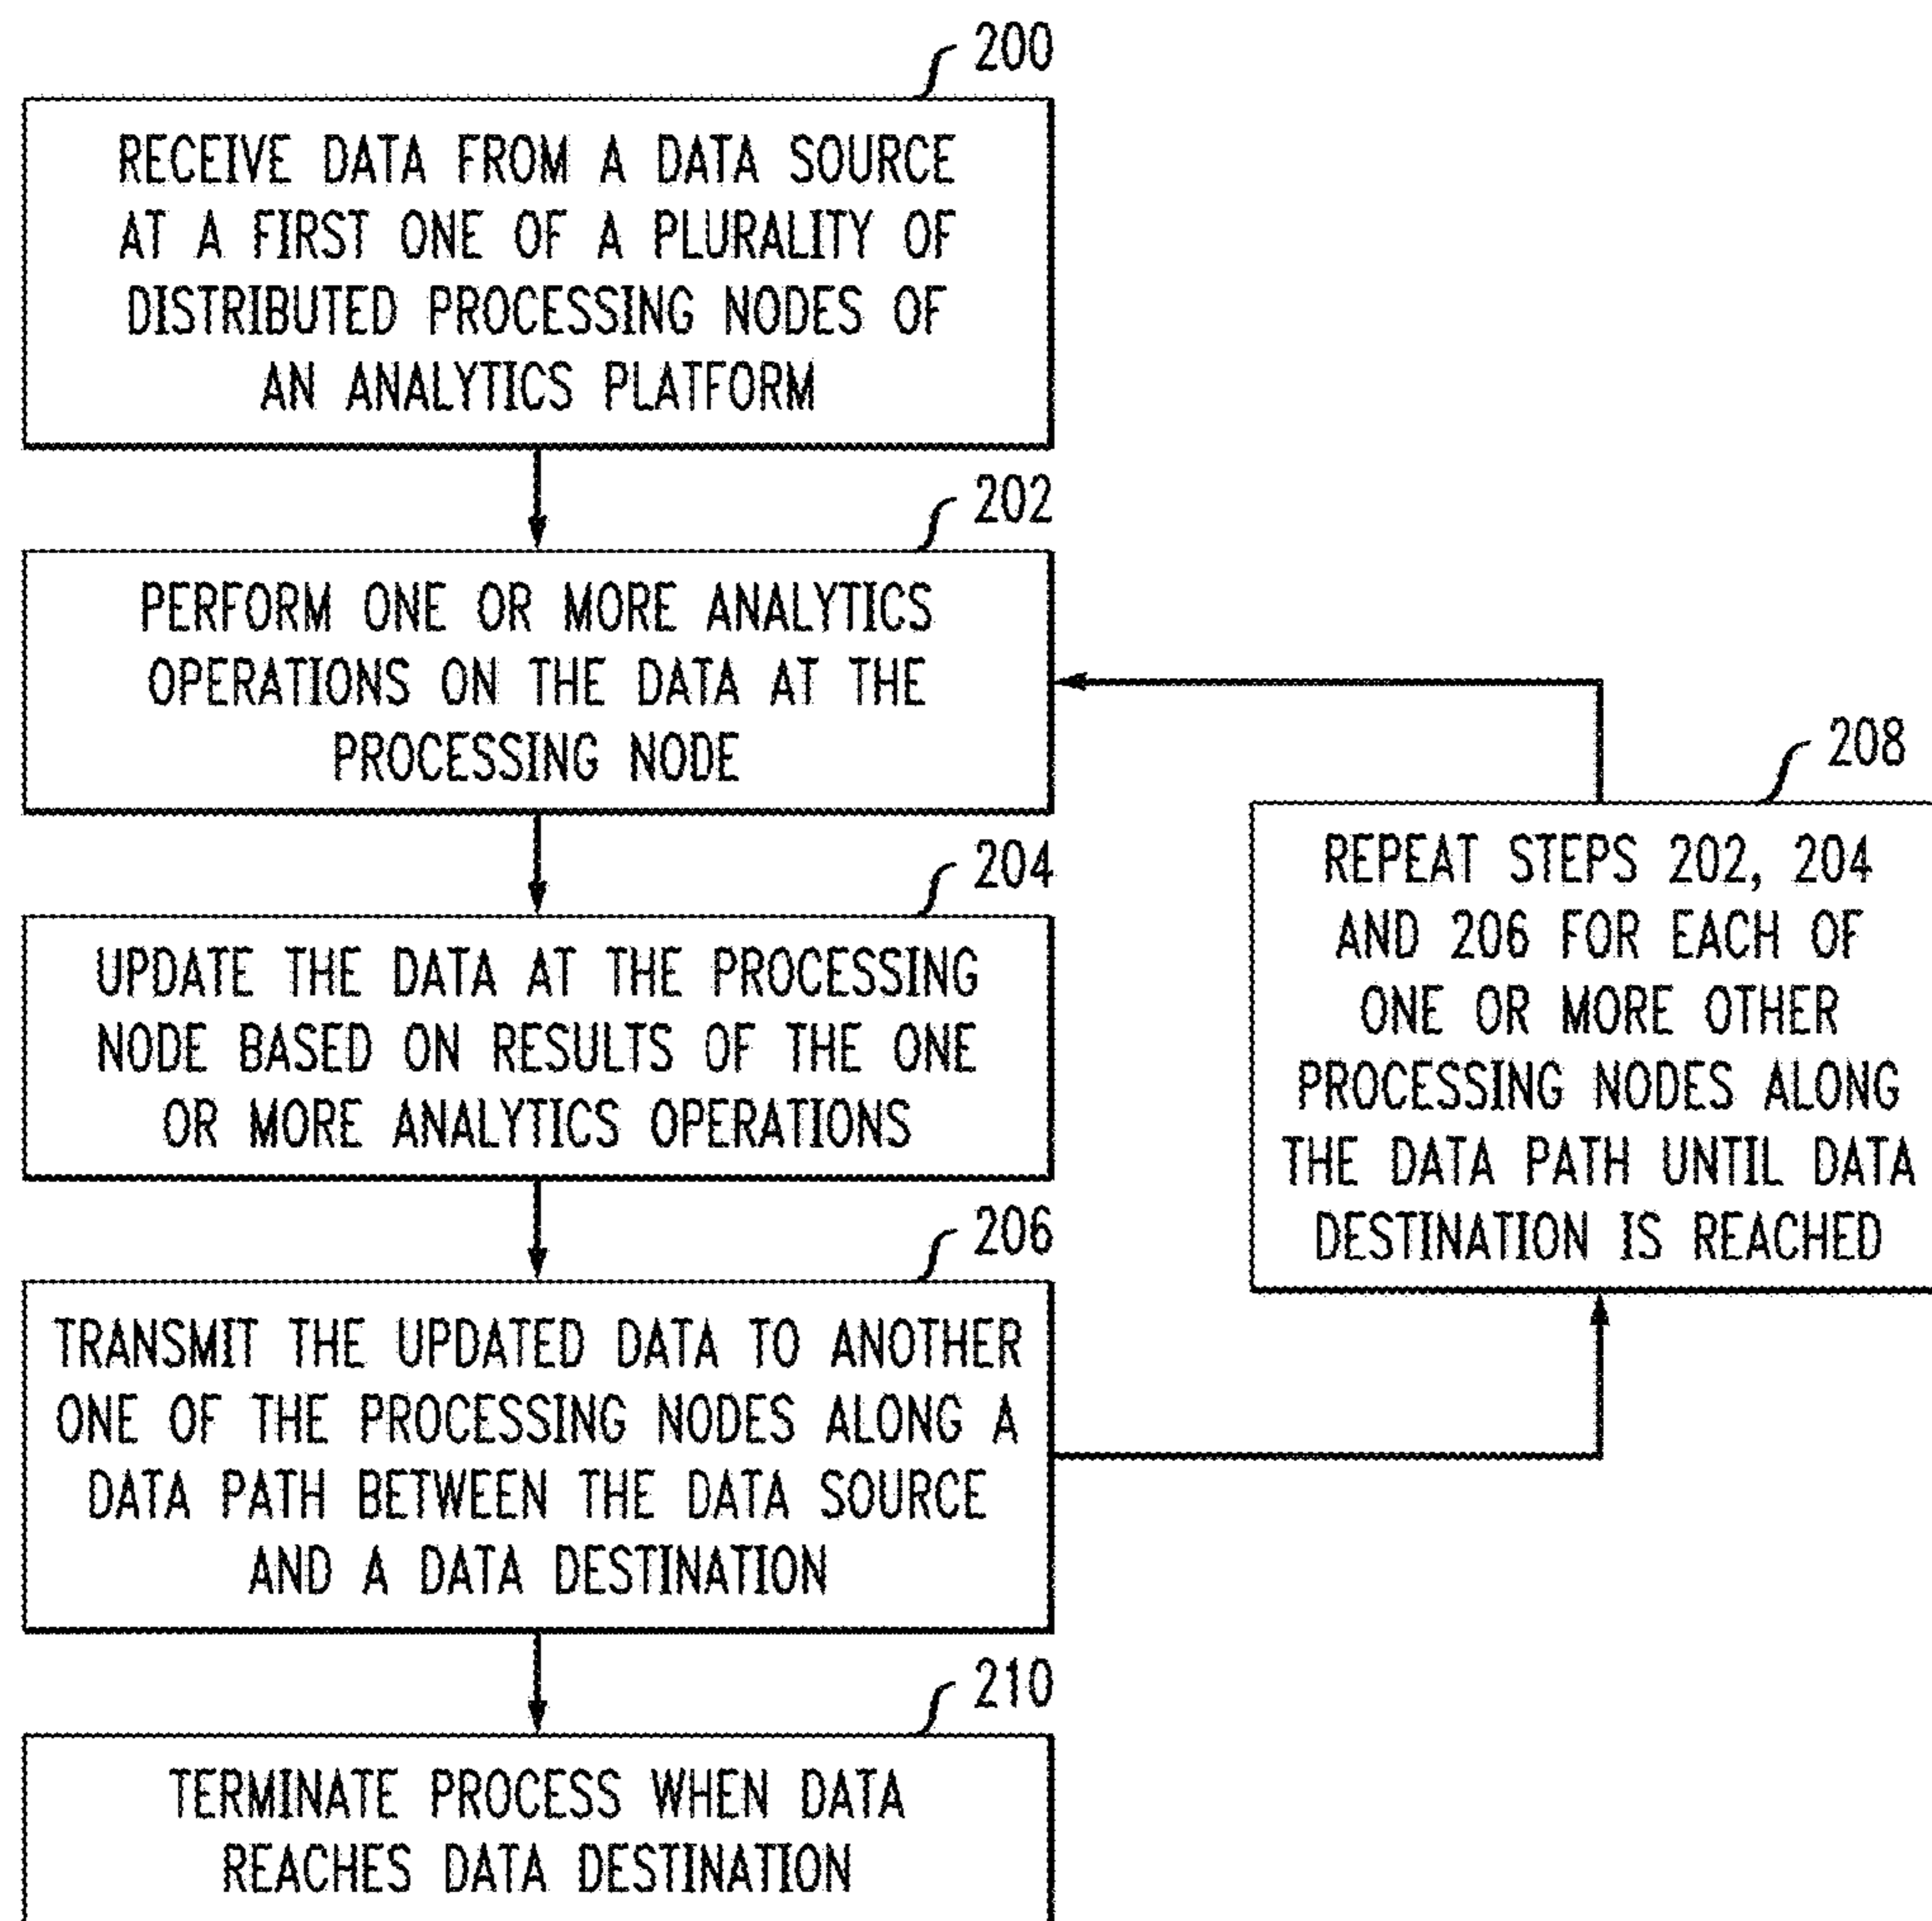 200
RECEIVE DATA FROM A DATA SOURCE
AT A FIRST ONE OF A PLURALITY OF
DISTRIBUTED PROCESSING NODES OF
AN ANALYTICS PLATFORM
202
PERFORM ONE OR MORE ANALYTICS
OPERATIONS ON THE DATA AT THE
PROCESSING NODE
204
UPDATE THE DATA AT THE PROCESSING
NODE BASED ON RESULTS OF THE ONE
OR MORE ANALYTICS OPERATIONS
206
TRANSMIT THE UPDATED DATA TO ANOTHER
ONE OF THE PROCESSING NODES ALONG A
DATA PATH BETWEEN THE DATA SOURCE
AND A DATA DESTINATION
208
REPEAT STEPS 202, 204
AND 206 FOR EACH OF
ONE OR MORE OTHER
PROCESSING NODES ALONG
THE DATA PATH UNTIL DATA
DESTINATION IS REACHED
210
TERMINATE PROCESS WHEN DATA
REACHES DATA DESTINATION